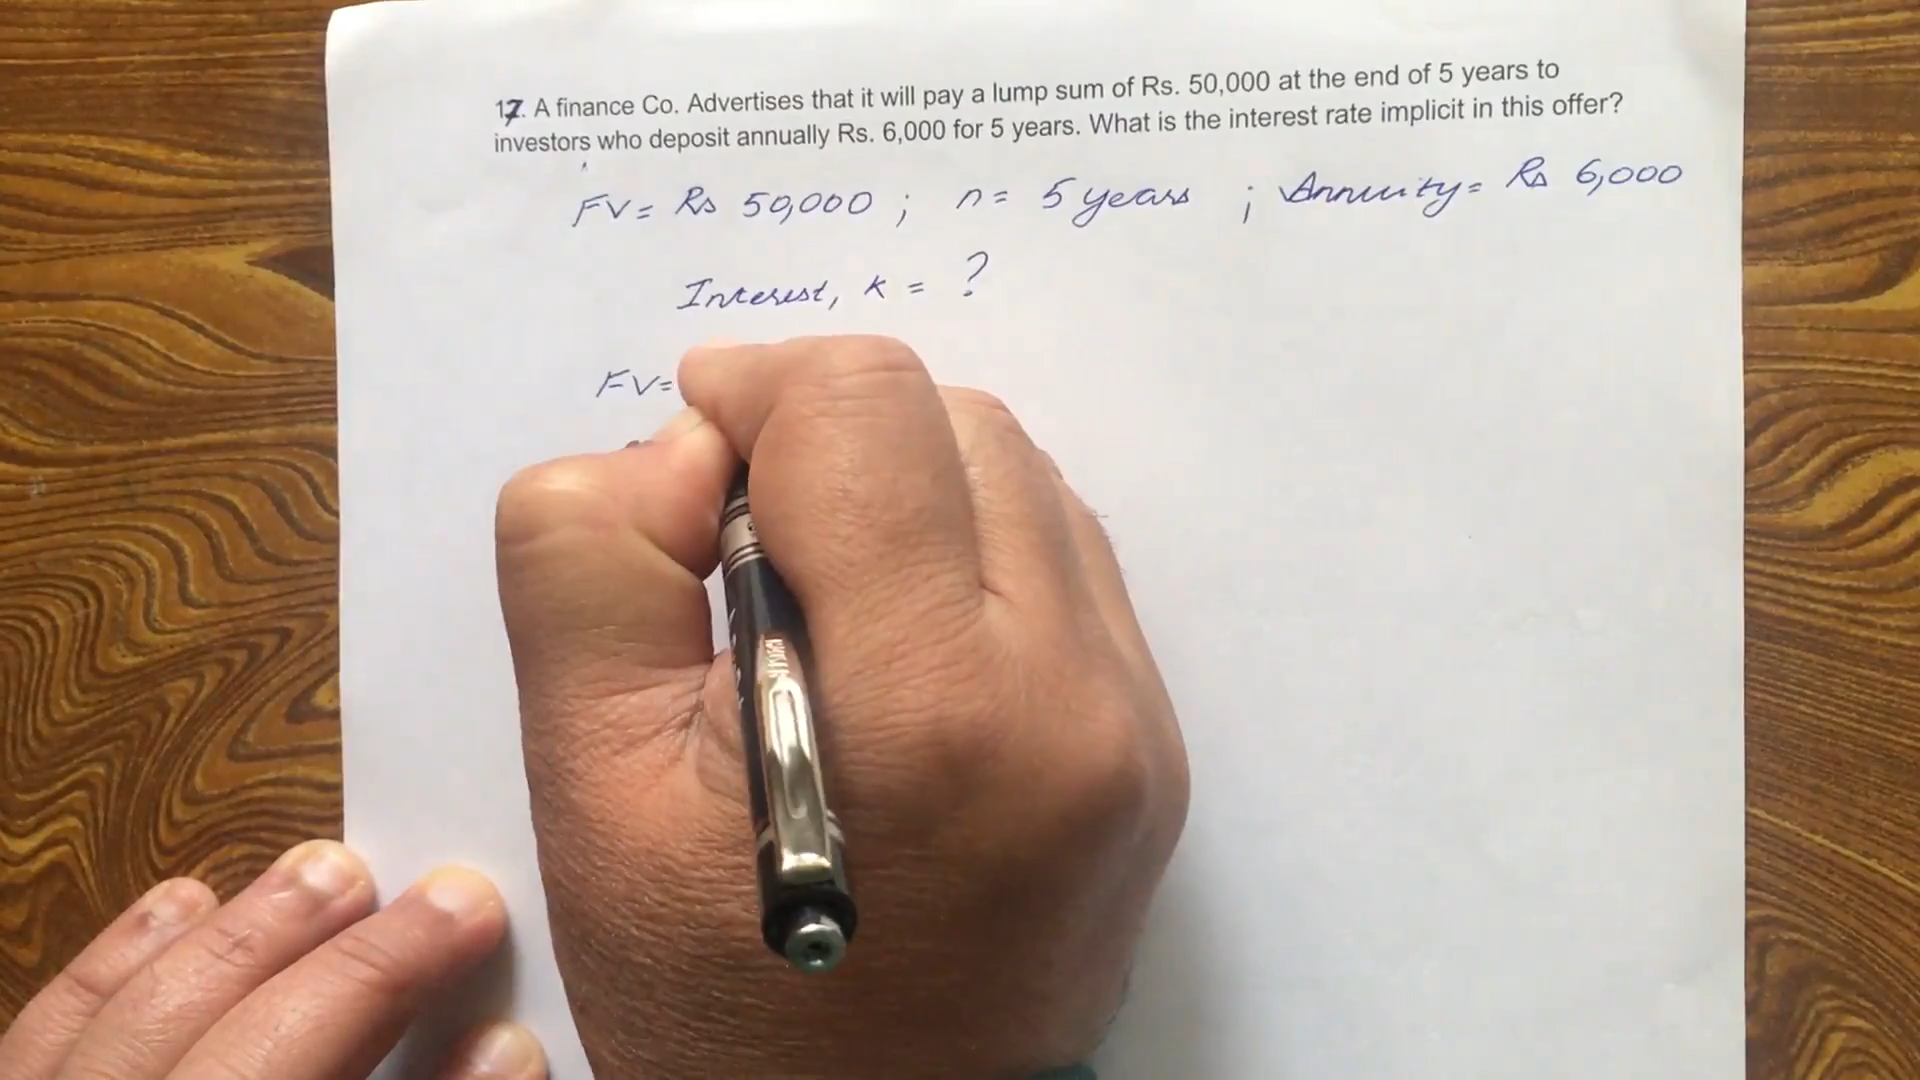 17. A finance Co. Advertises that it will pay a lump sum of Rs. 50,000 at the end of 5 years to
investors who deposit annually Rs. 6,000 for 5 years. What is the interest rate implicit in this offer?
FV = Rs 50,000 ; n = 5 years ; Annuity = Rs 6,000
Interest, k = ?
FV =